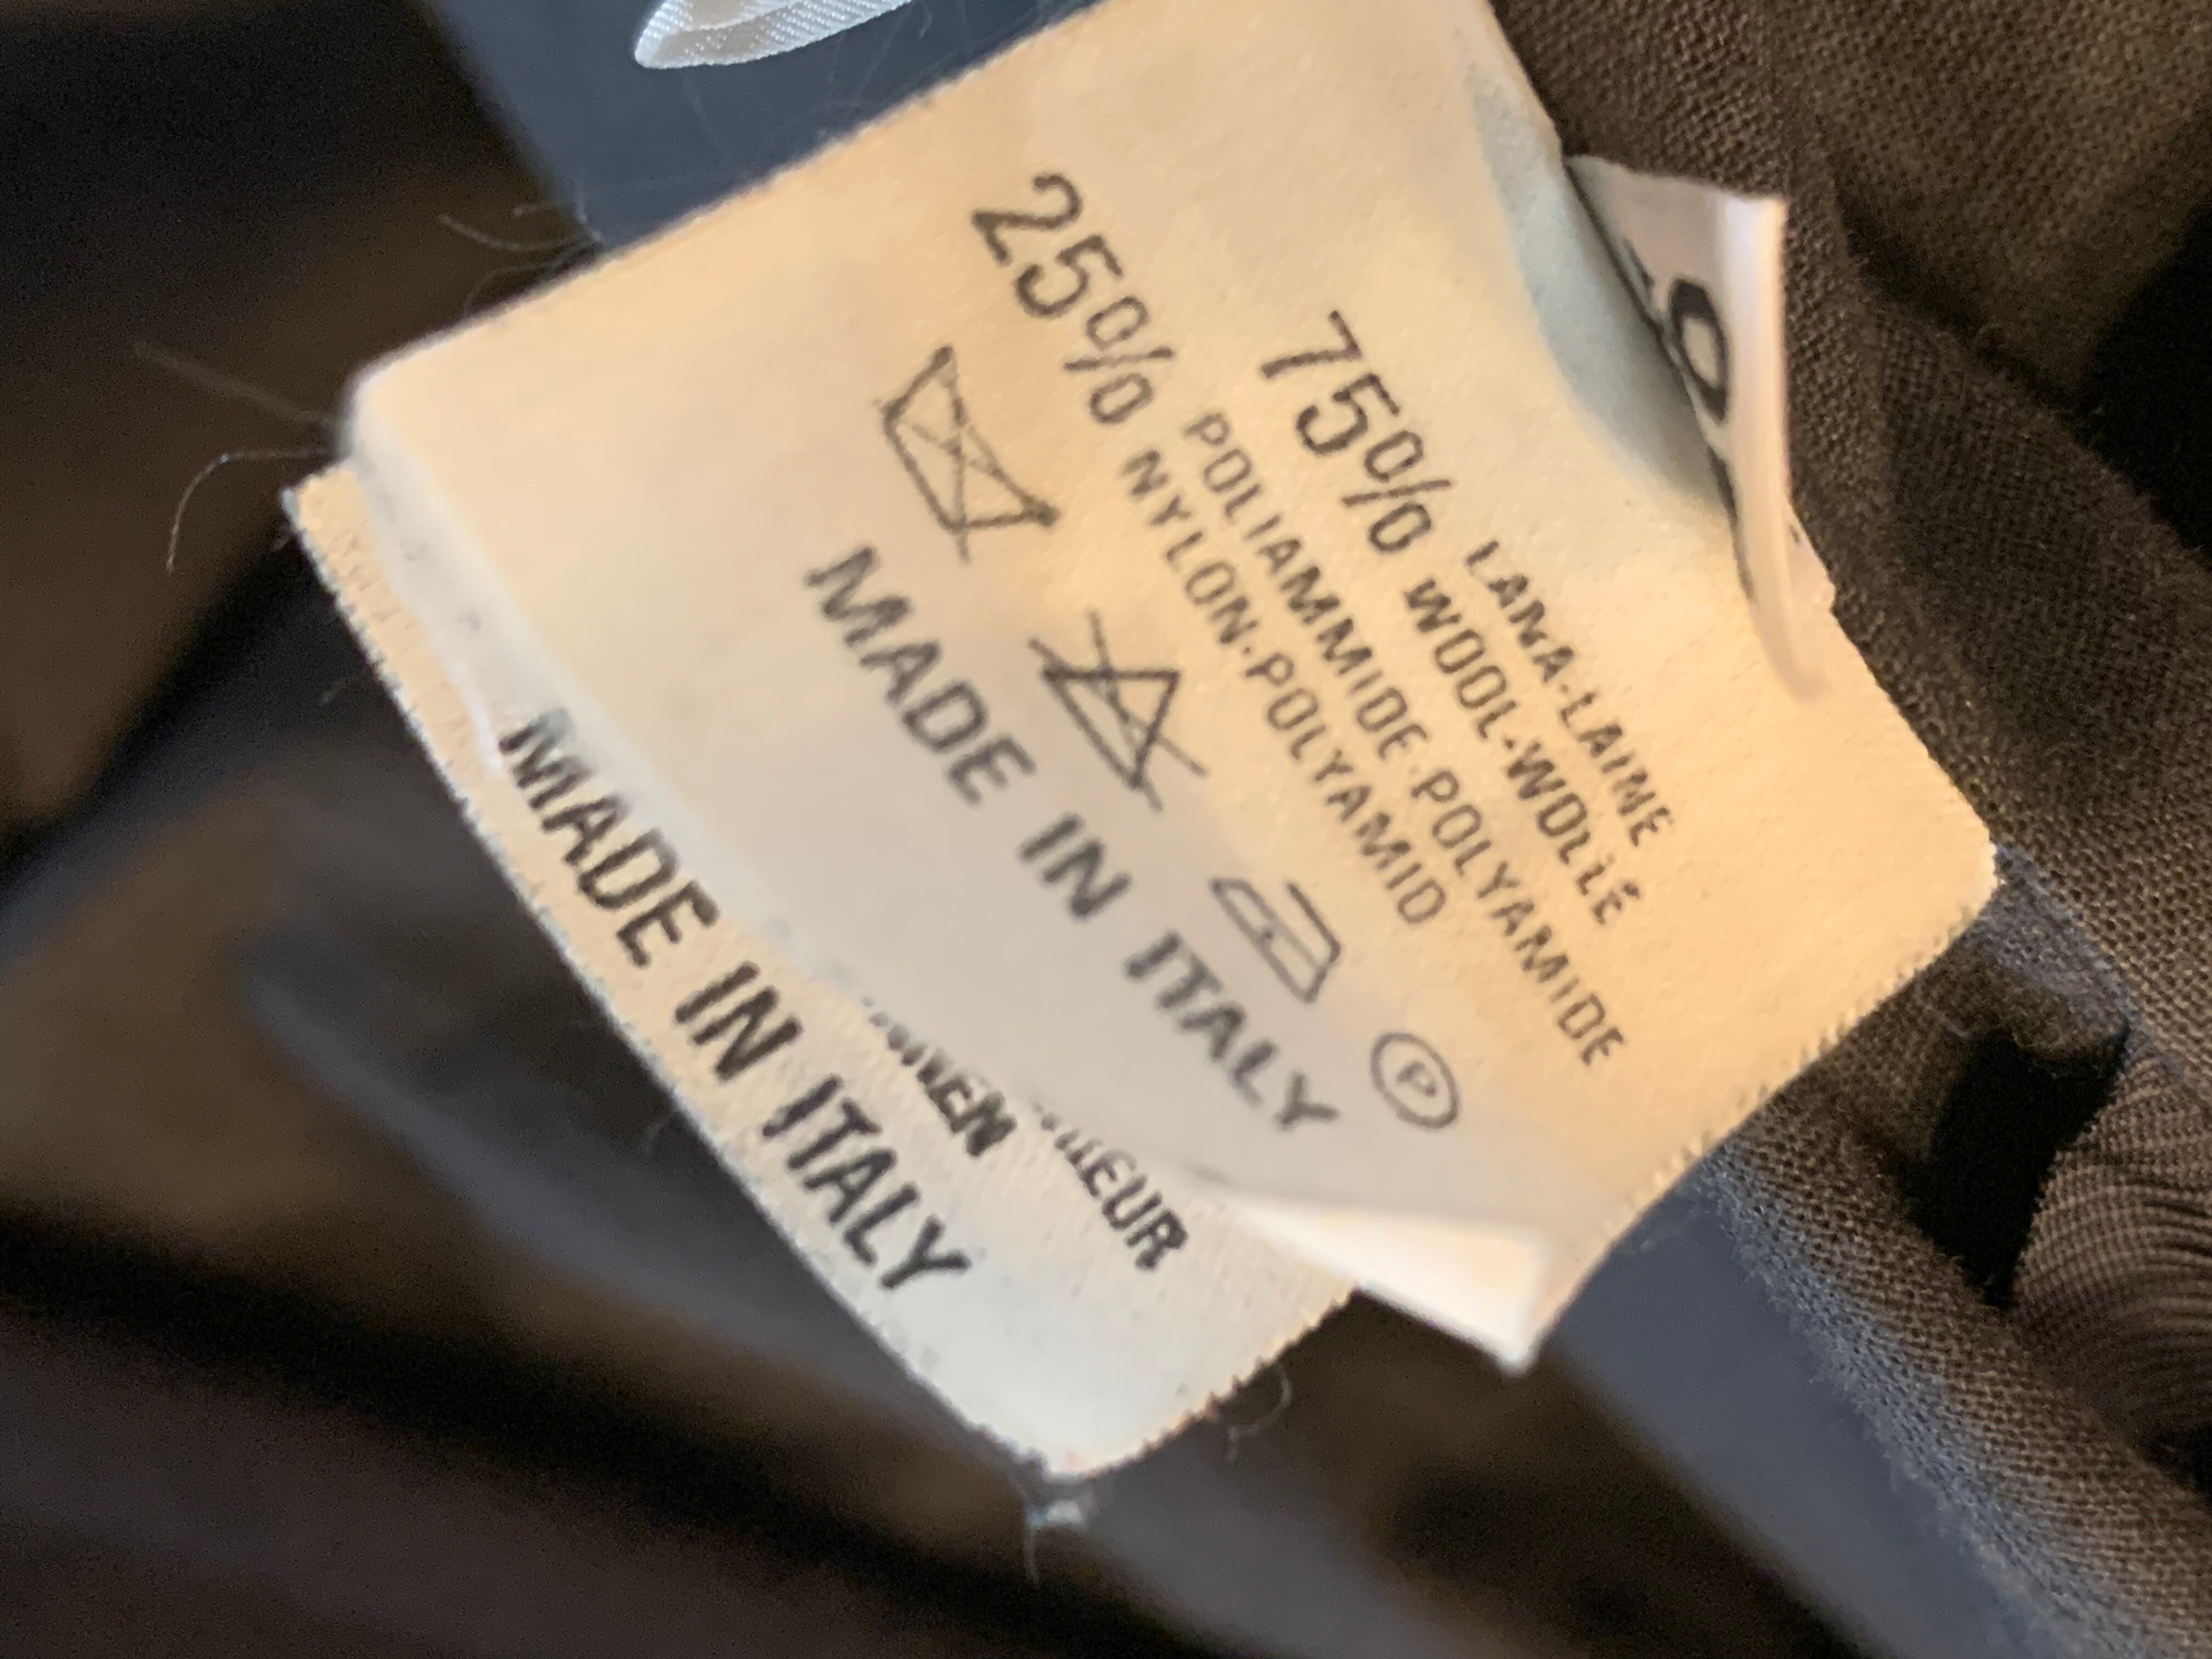 75% LANA·LAINE
WOOL·WOLLE
25% POLIAMMIDE·POLYAMIDE
NYLON·POLYAMID
P
MADE IN ITALY
MADE IN ITALY